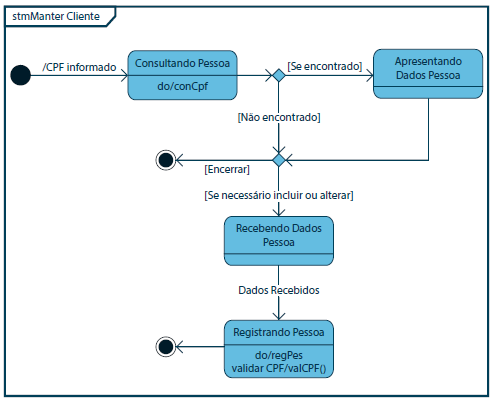 stmManter Cliente
/CPF informado
Consultando Pessoa
do/conCpf
[Se encontrado]
Apresentando
Dados Pessoa
[Não encontrado]
[Encerrar]
[Se necessário incluir ou alterar]
Recebendo Dados
Pessoa
Dados Recebidos
Registrando Pessoa
do/regPes
validar CPF/valCPF()